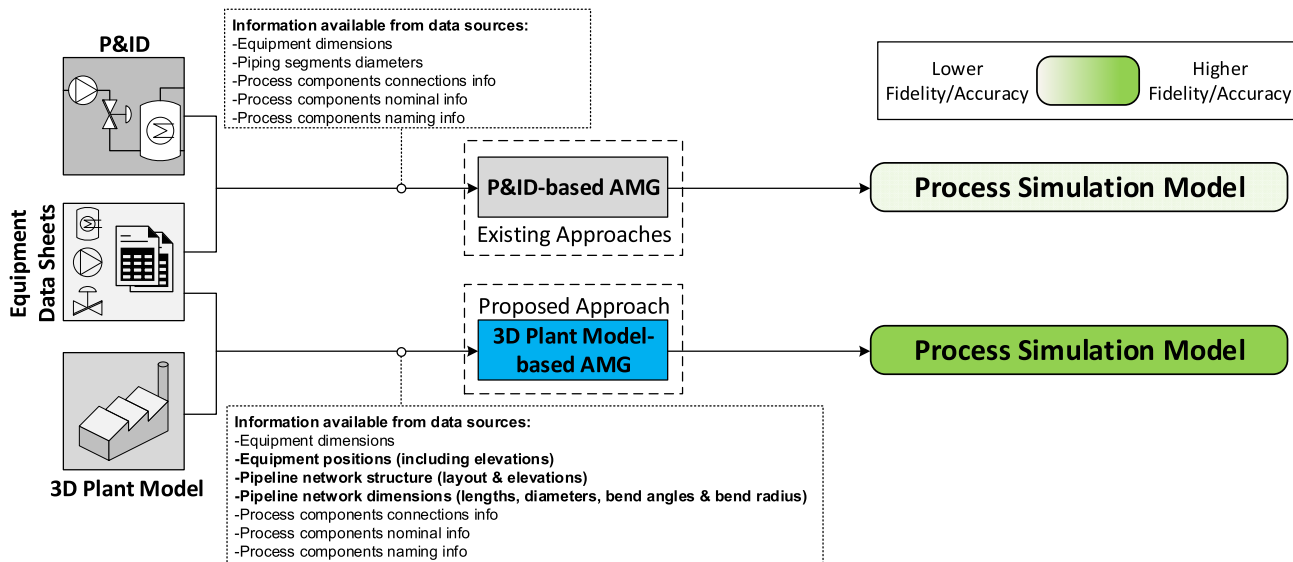 P&ID
Information available from data sources:
-Equipment dimensions
-Piping segments diameters
-Process components connections info
-Process components nominal info
-Process components naming info
Lower
Fidelity/Accuracy
Higher
Fidelity/Accuracy
P&ID-based AMG
Existing Approaches
Process Simulation Model
Equipment
Data Sheets
Proposed Approach
3D Plant Model-
based AMG
Process Simulation Model
3D Plant Model
Information available from data sources:
-Equipment dimensions
-Equipment positions (including elevations)
-Pipeline network structure (layout & elevations)
-Pipeline network dimensions (lengths, diameters, bend angles & bend radius)
-Process components connections info
-Process components nominal info
-Process components naming info